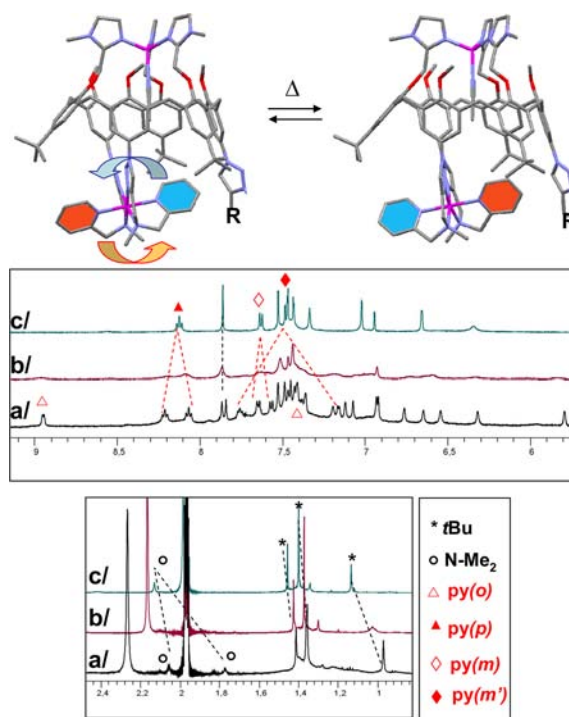 Δ
R
R
c/
b/
a/
9 8,5 8 7,5 7 6,5 6
c/
b/
a/
2,4 2,2 2 1,8 1,6 1,4 1,2 1
* tBu
N-Me2
py(o)
py(p)
py(m)
py(m')